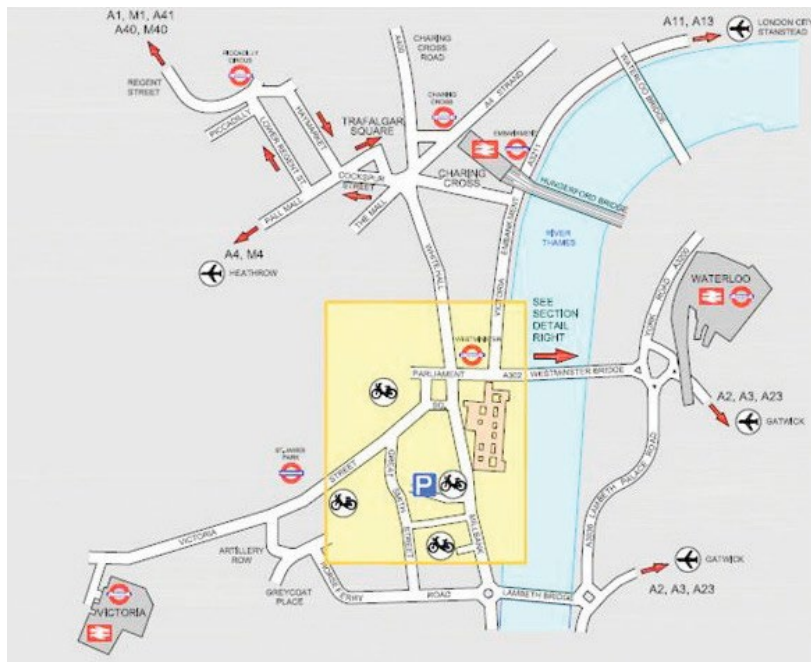 A1, M1, A41
A40, M40
REGENT
STREET
PICCADILLY
CIRCUS
PICCADILLY
LOWER REGENT ST
HAYMARKET
TRAFALGAR
SQUARE
COCKSPUR
STREET
PALL MALL
THE MALL
A4, M4
HEATHROW
A400
CHARING
CROSS
ROAD
CHARING
CROSS
A4 STRAND
EMBANKMENT
CHARING
CROSS
A3211
HUNGERFORD BRIDGE
WATERLOO BRIDGE
A11, A13
LONDON CITY
STANSTEAD
WHITEHALL
VICTORIA
EMBANKMENT
RIVER
THAMES
SEE
SECTION
DETAIL
RIGHT
WESTMINSTER
PARLIAMENT
SQ.
A302
WESTMINSTER BRIDGE
YORK ROAD A3200
WATERLOO
A2, A3, A23
GATWICK
ST.JAMES
PARK
VICTORIA
STREET
GREAT
SMITH
STREET
P
MILLBANK
ARTILLERY
ROW
GREYCOAT
PLACE
HORSEFERRY
ROAD
LAMBETH BRIDGE
A3036
LAMBETH PALACE ROAD
GATWICK
A2, A3, A23
VICTORIA